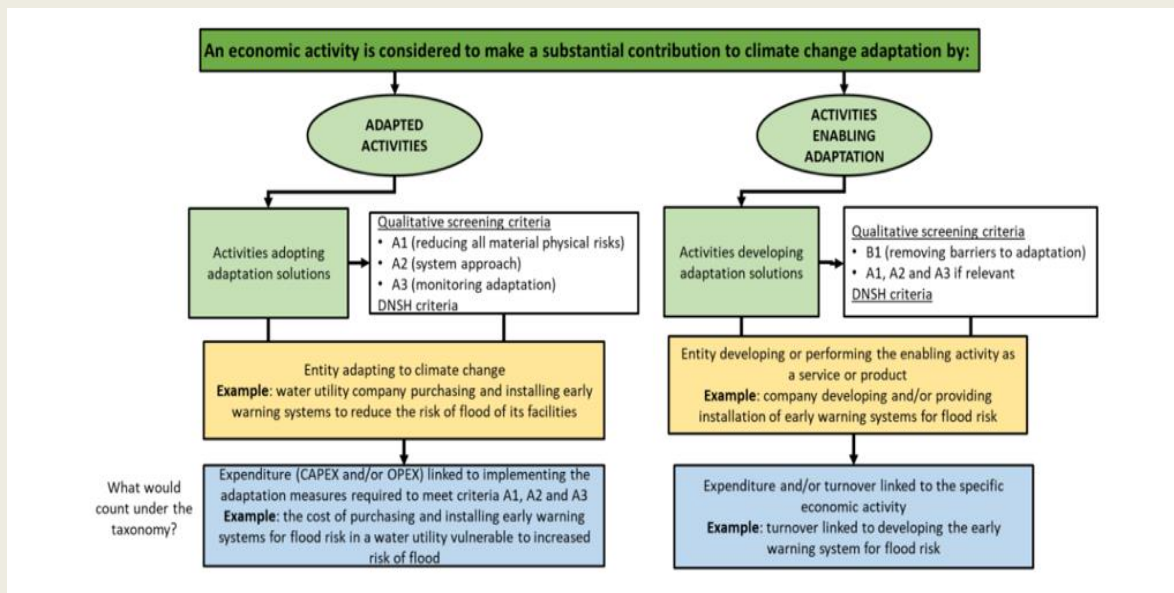 An economic activity is considered to make a substantial contribution to climate change adaptation by:
ADAPTED
ACTIVITIES
ACTIVITIES
ENABLING
ADAPTATION
Activities adopting
adaptation solutions
Qualitative screening criteria
• A1 (reducing all material physical risks)
• A2 (system approach)
• A3 (monitoring adaptation)
DNSH criteria
Activities developing
adaptation solutions
Qualitative screening criteria
• B1 (removing barriers to adaptation)
• A1, A2 and A3 if relevant
DNSH criteria
Entity adapting to climate change
Example: water utility company purchasing and installing early
warning systems to reduce the risk of flood of its facilities
Entity developing or performing the enabling activity as
a service or product
Example: company developing and/or providing
installation of early warning systems for flood risk
What would
count under the
taxonomy?
Expenditure (CAPEX and/or OPEX) linked to implementing the
adaptation measures required to meet criteria A1, A2 and A3
Example: the cost of purchasing and installing early warning
systems for flood risk in a water utility vulnerable to increased
risk of flood
Expenditure and/or turnover linked to the specific
economic activity
Example: turnover linked to developing the early
warning system for flood risk